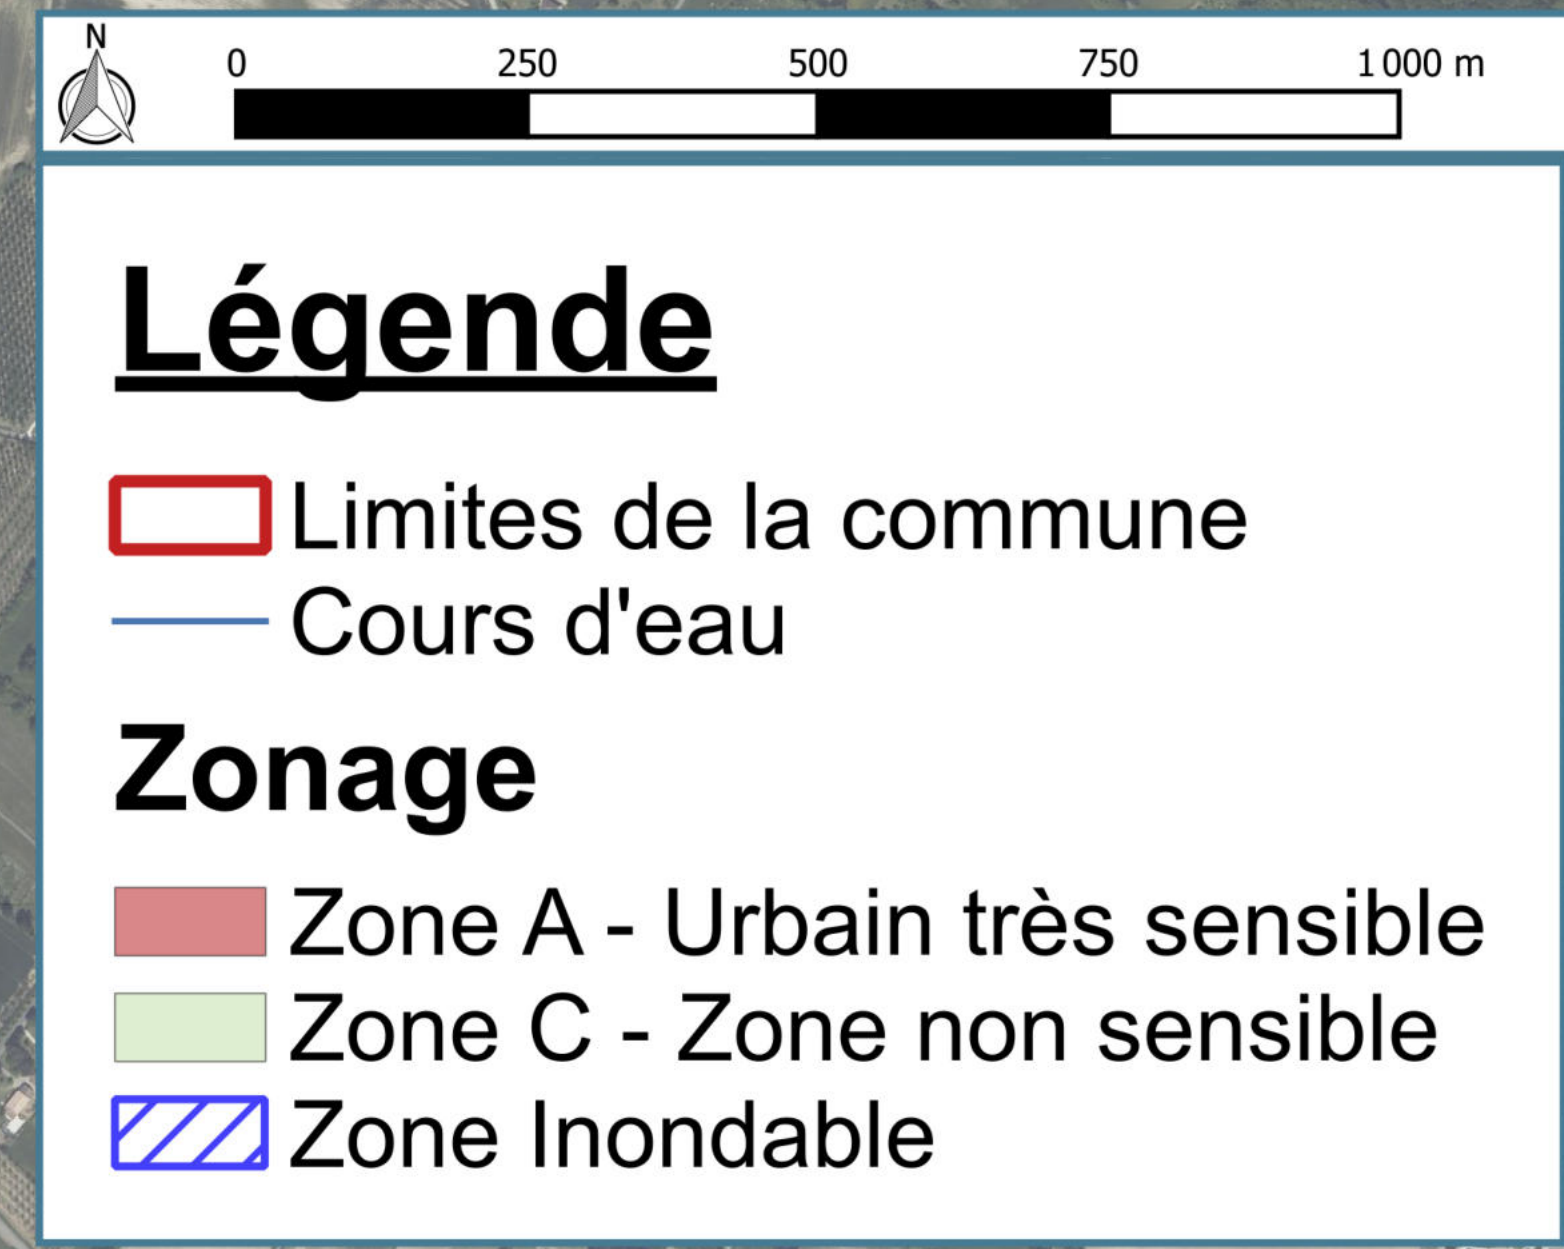 N
0 250 500 750 1 000 m
Légende
Limites de la commune
Cours d'eau
Zonage
Zone A - Urbain très sensible
Zone C - Zone non sensible
Zone Inondable